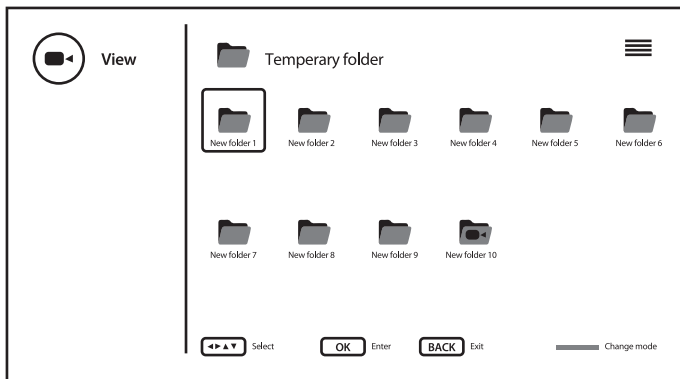 View
Temperary folder
New folder 1 New folder 2 New folder 3 New folder 4 New folder 5 New folder 6
New folder 7 New folder 8 New folder 9 New folder 10
Select OK Enter BACK Exit Change mode